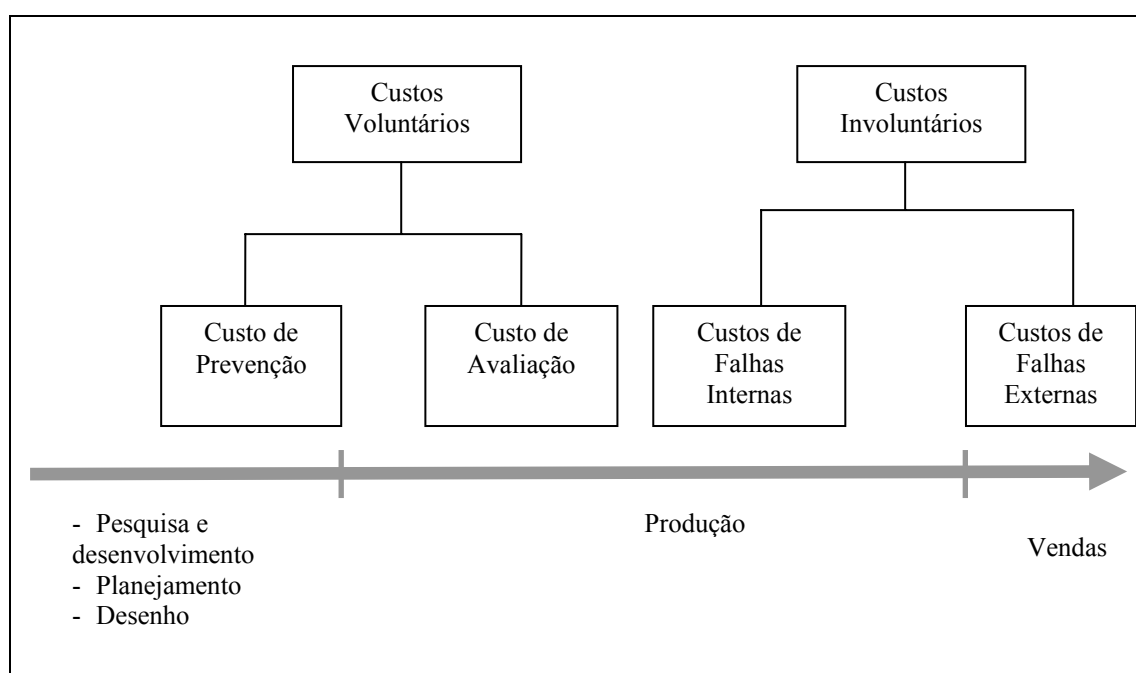 Custos
Voluntários
Custos
Involuntários
Custo de
Prevenção
Custo de
Avaliação
Custos de
Falhas
Internas
Custos de
Falhas
Externas
- Pesquisa e
desenvolvimento
- Planejamento
- Desenho
Produção
Vendas